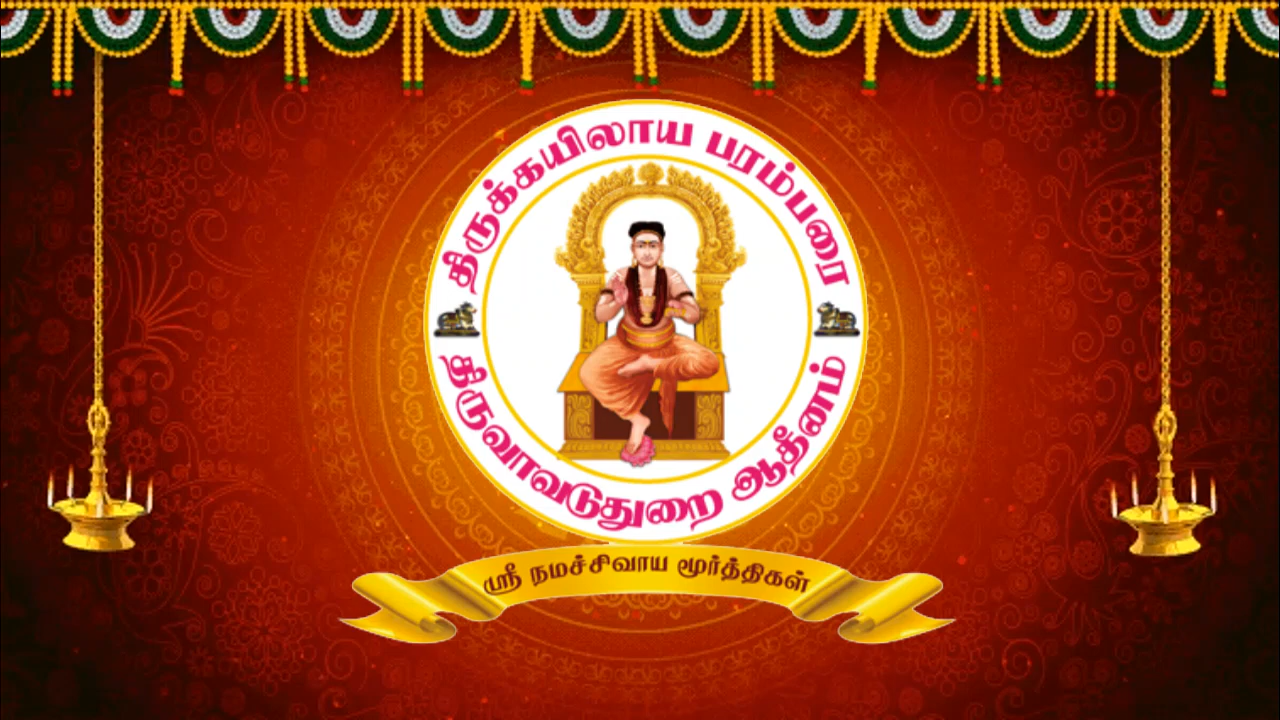 திருக்கயிலாய பரம்பரை
திருவாவடுதுறை ஆதீனம்
ஸ்ரீ நமச்சிவாய மூர்த்திகள்